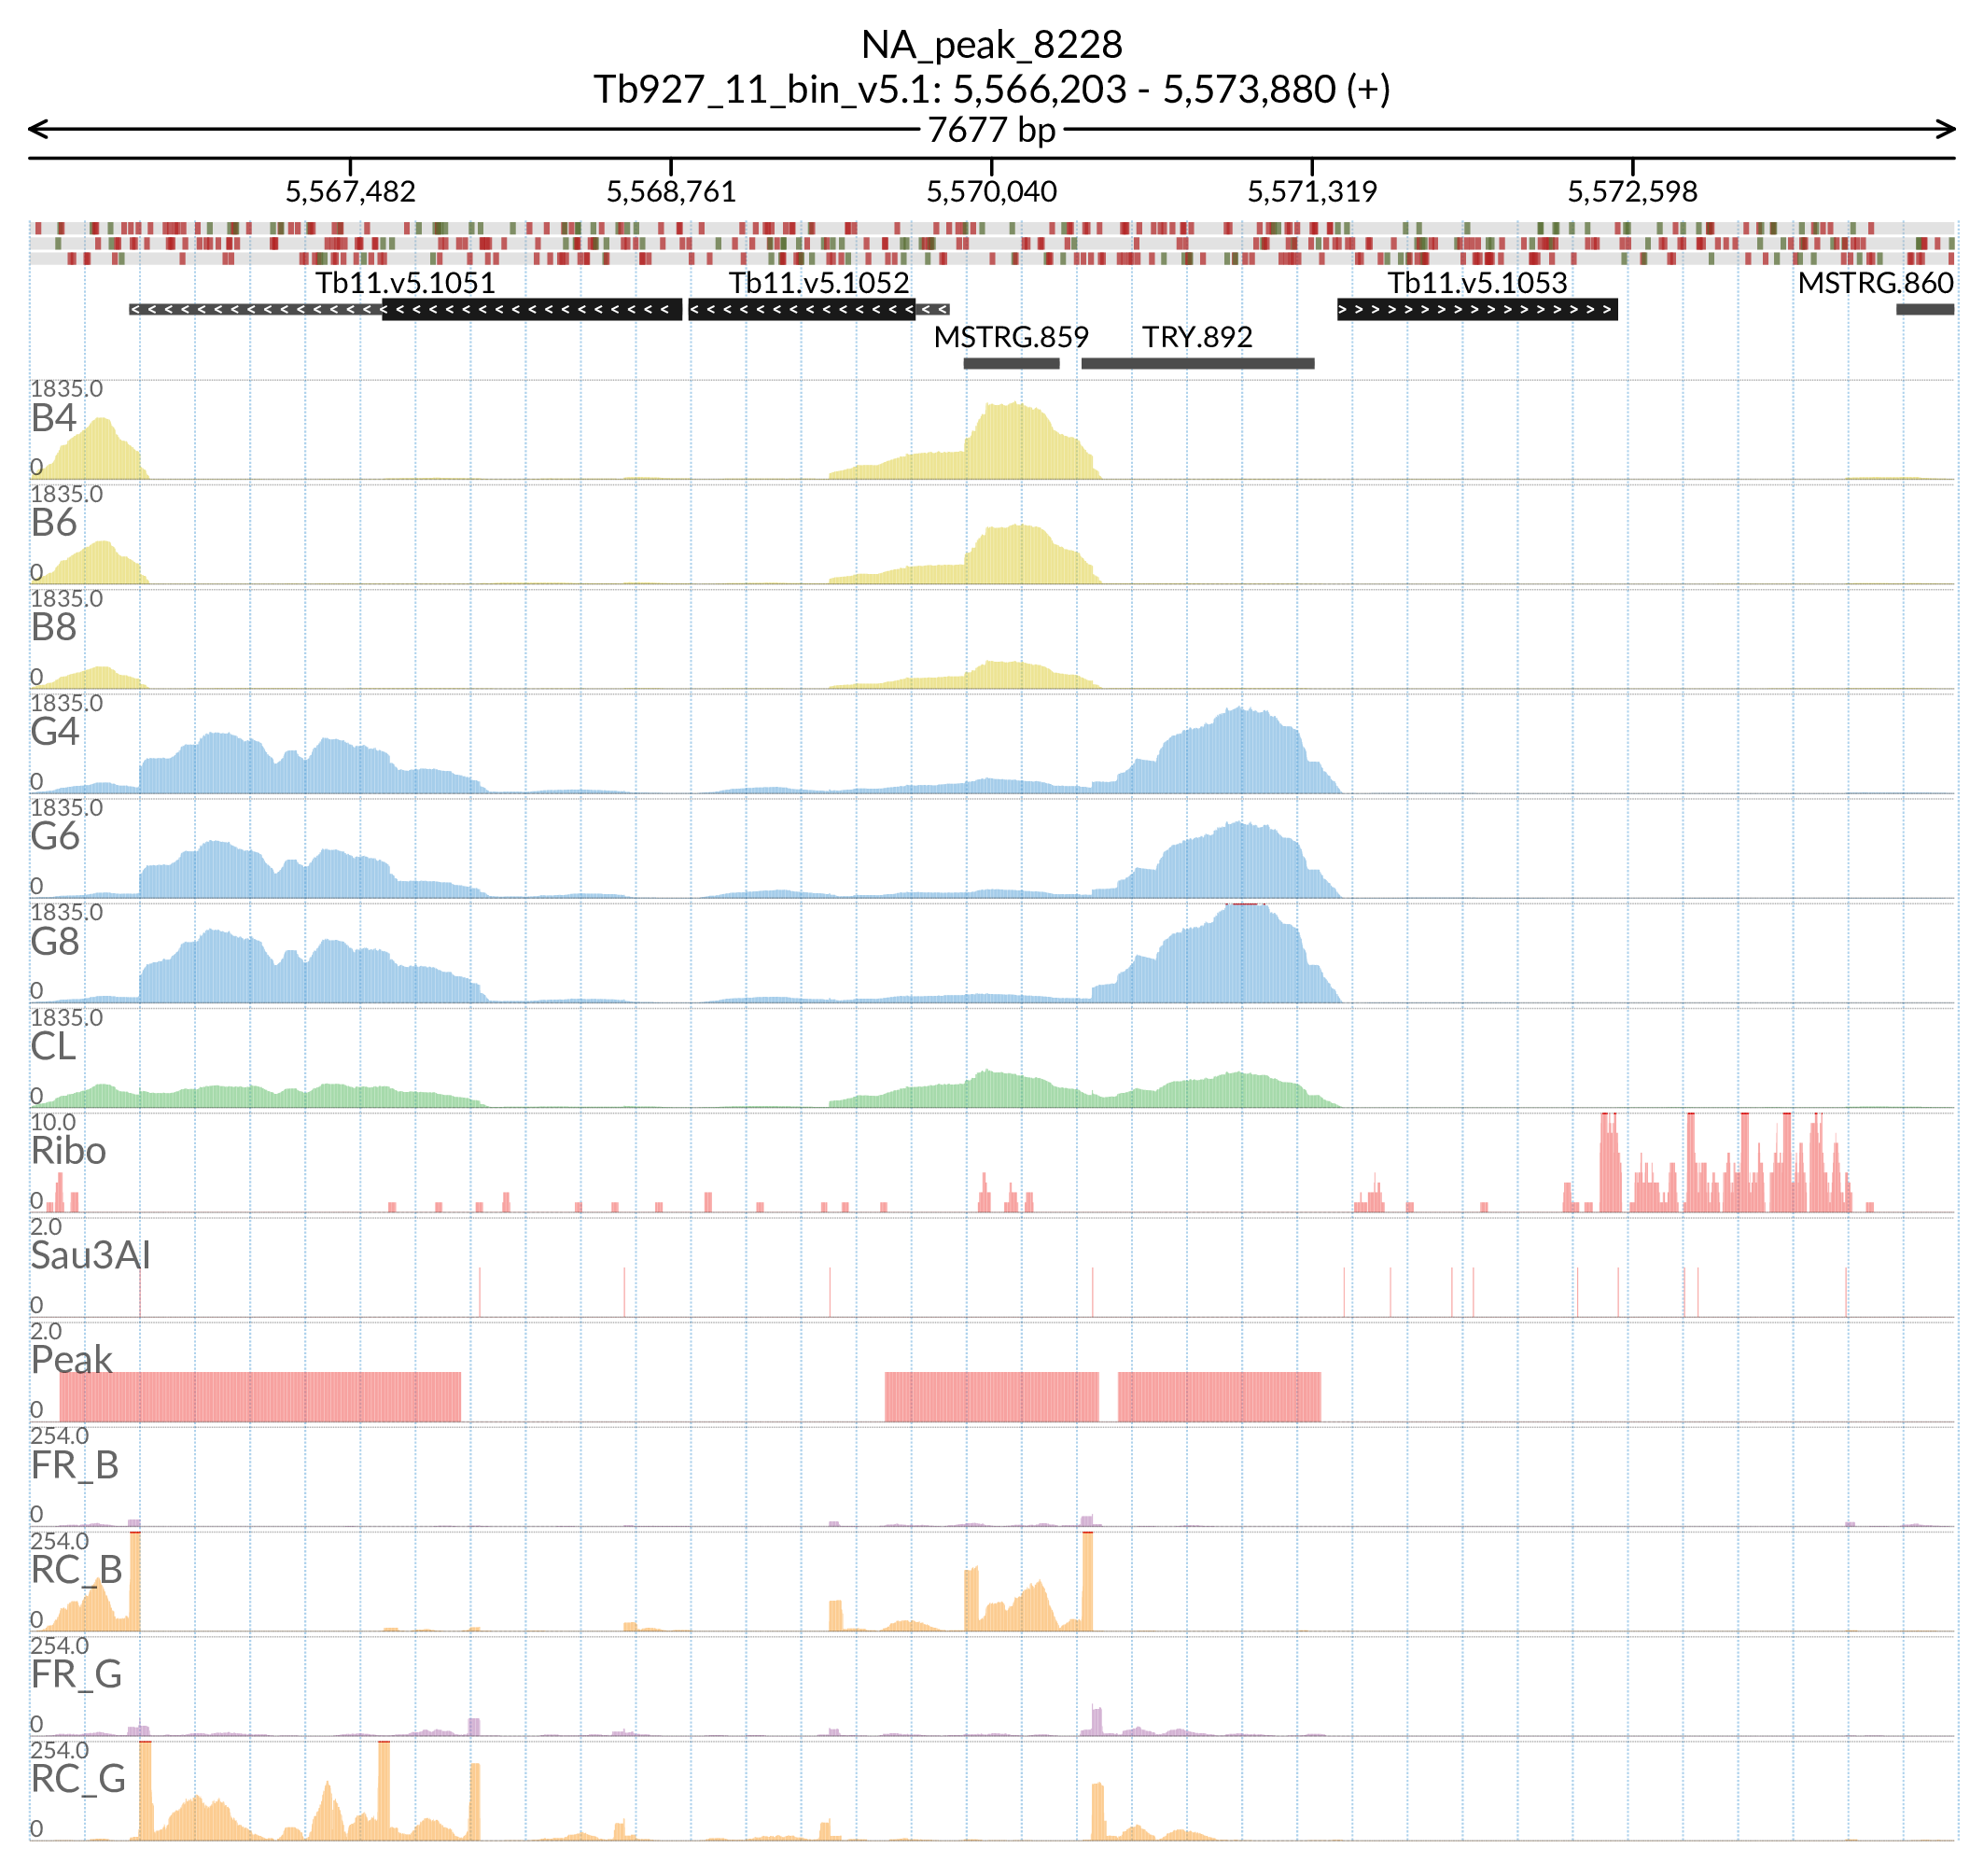 NA_peak_8228
Tb927_11_bin_v5.1: 5,566,203 - 5,573,880 (+)
7677 bp
5,567,482 5,568,761 5,570,040 5,571,319 5,572,598
Tb11.v5.1051 Tb11.v5.1052 Tb11.v5.1053 MSTRG.860
MSTRG.859 TRY.892
1835.0
B4
0
1835.0
B6
0
1835.0
B8
0
1835.0
G4
0
1835.0
G6
0
1835.0
G8
0
1835.0
CL
0
10.0
Ribo
0
2.0
Sau3AI
0
2.0
Peak
0
254.0
FR_B
0
254.0
RC_B
0
254.0
FR_G
0
254.0
RC_G
0